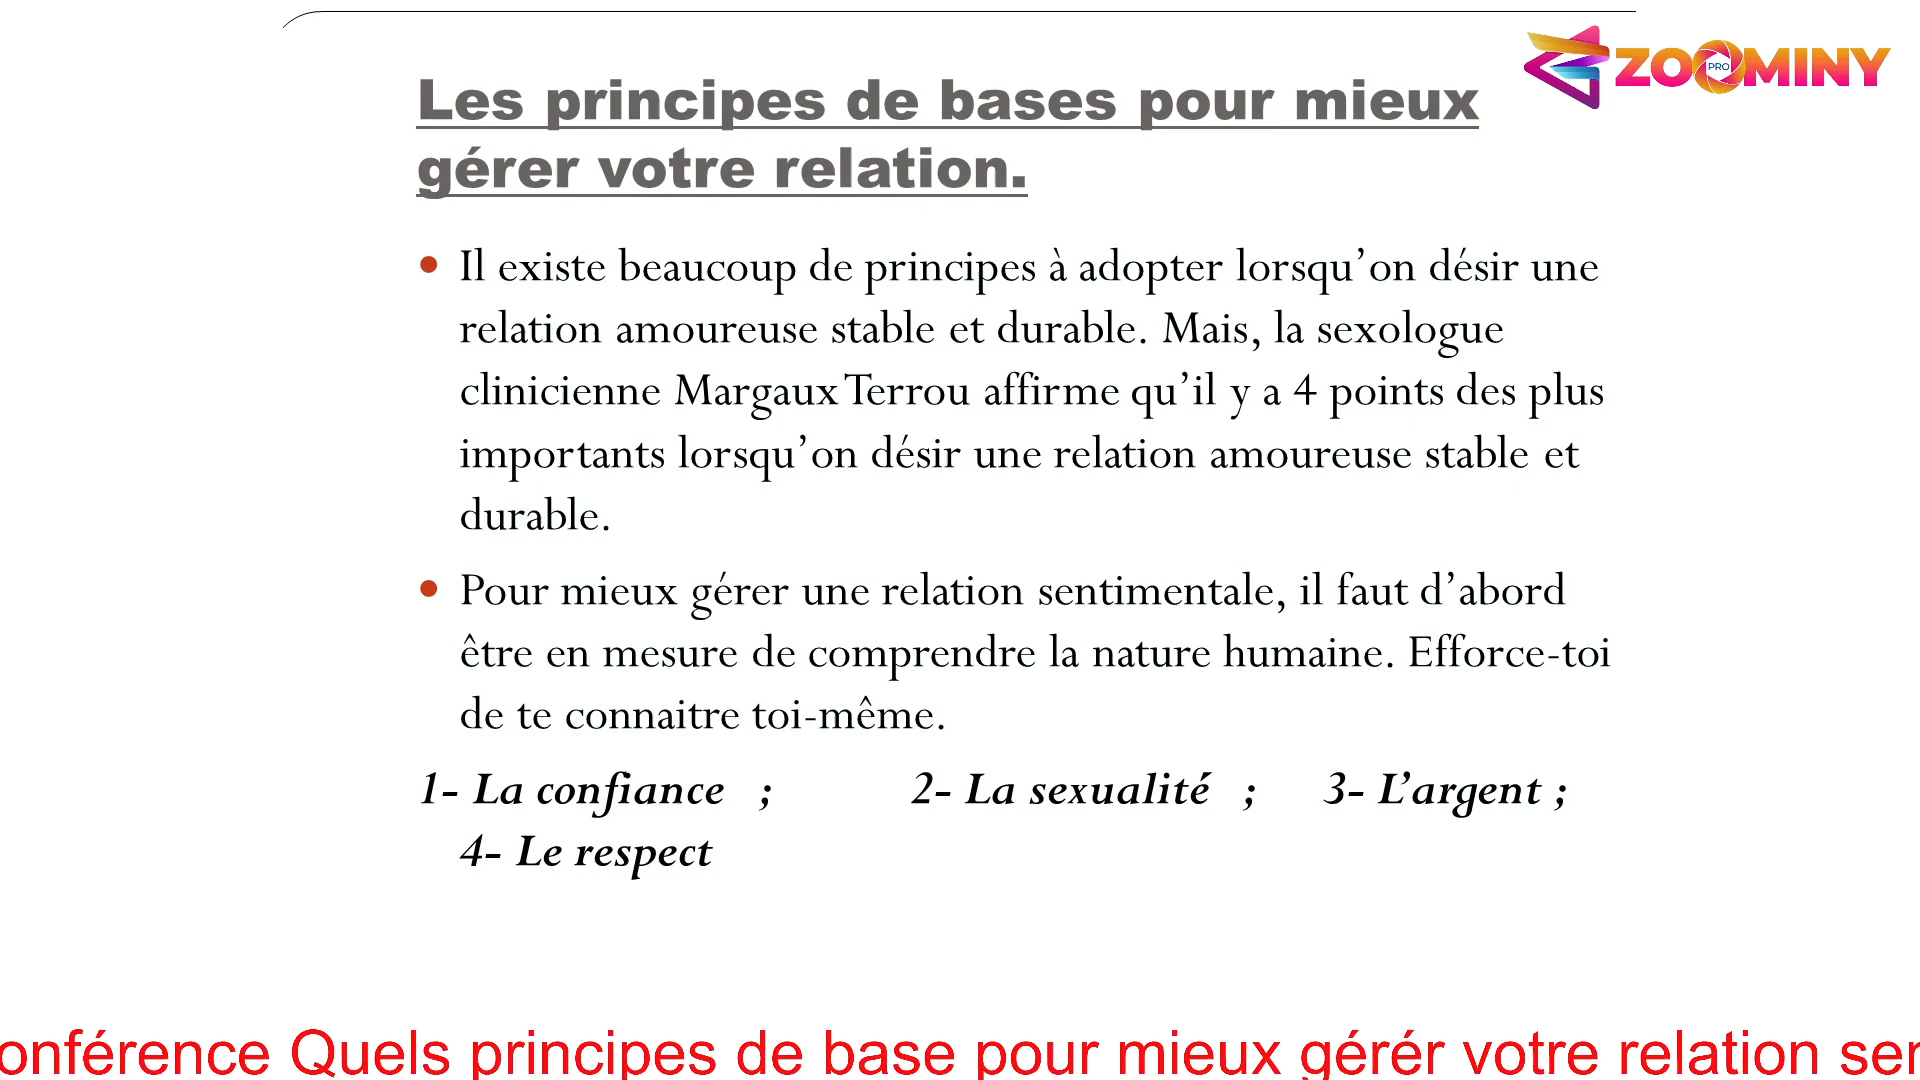 ZOOMINY
PRO
Les principes de bases pour mieux
gérer votre relation.
• Il existe beaucoup de principes à adopter lorsqu’on désir une
relation amoureuse stable et durable. Mais, la sexologue
clinicienne Margaux Terrou affirme qu’il y a 4 points des plus
importants lorsqu’on désir une relation amoureuse stable et
durable.
• Pour mieux gérer une relation sentimentale, il faut d’abord
être en mesure de comprendre la nature humaine. Efforce-toi
de te connaitre toi-même.
1- La confiance ; 2- La sexualité ; 3- L’argent ;
4- Le respect
onférence Quels principes de base pour mieux gérér votre relation ser